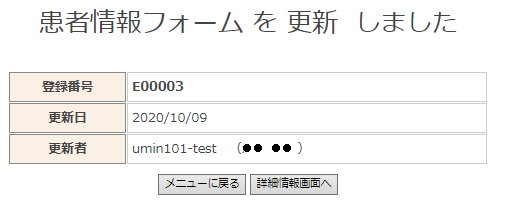 患者情報フォーム を 更新 しました
登録番号 E00003
更新日 2020/10/09
更新者 umin101-test (●● ●● )
メニューに戻る 詳細情報画面へ